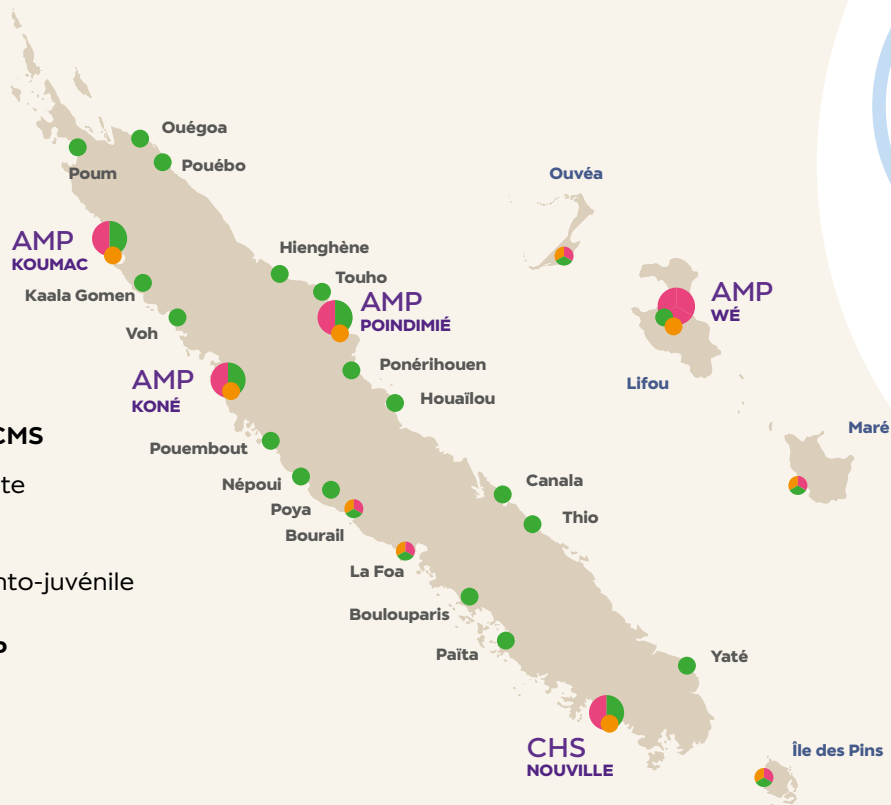 Ouégoa
Pouébo
Poum
Ouvéa
AMP
KOUMAC
Hienghène
Touho
Kaala Gomen
AMP
POINDIMIÉ
AMP
WÉ
Voh
Ponérihouen
AMP
KONÉ
Lifou
Houaïlou
CMS
Maré
Pouembout
te
Népoui
Canala
Poya
Thio
Bourail
La Foa
nto-juvénile
Boulouparis
Païta
Yaté
CHS
NOUVILLE
Île des Pins